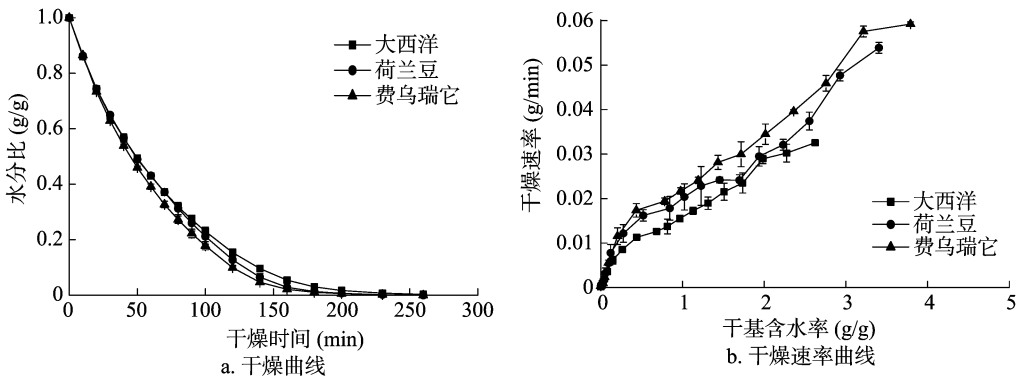 1.0
0.8
0.6
0.4
0.2
0
0
50
100
150
200
250
300
水分比 (g/g)
大西洋
荷兰豆
费乌瑞它
干燥时间 (min)
a. 干燥曲线
0.06
0.05
0.04
0.03
0.02
0.01
0
0
1
2
3
4
5
干燥速率 (g/min)
大西洋
荷兰豆
费乌瑞它
干基含水率 (g/g)
b. 干燥速率曲线